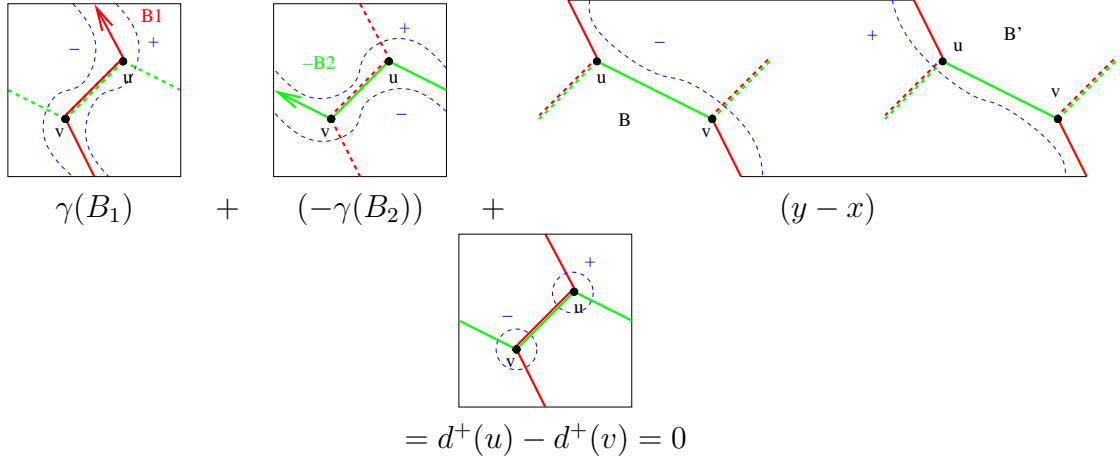 B1
– +
u
v
–B2
+
u
–
v
–
u
B
v
+
u
B’
v
γ(B₁) + (−γ(B₂)) + (y − x)
+
u
–
v
= d⁺(u) − d⁺(v) = 0